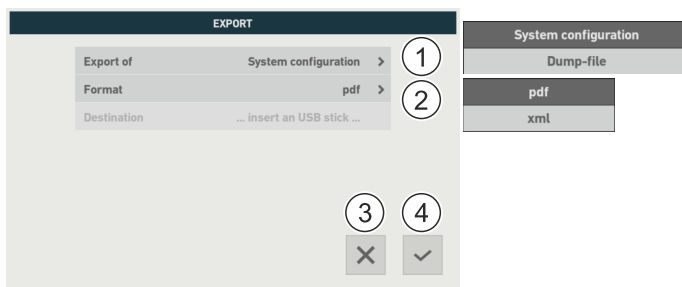 EXPORT
Export of System configuration > 1
Format pdf > 2
Destination ... insert an USB stick ...
3 4
System configuration
Dump-file
pdf
xml